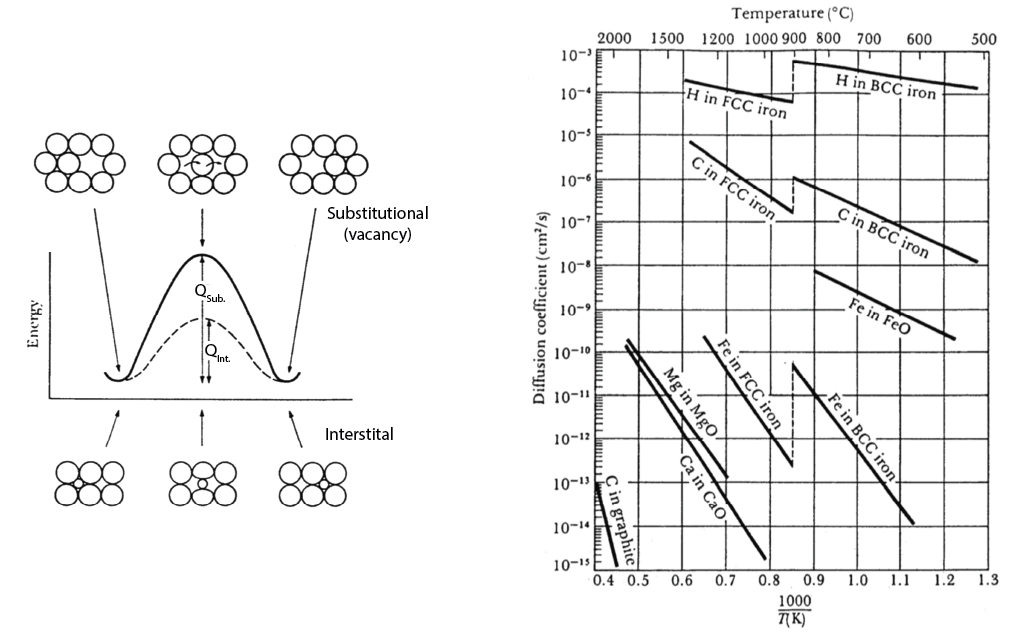 Substitutional
(vacancy)
Energy
Q Sub.
Q Int.
Interstital
Temperature (°C)
2000 1500 1200 1000 900 800 700 600 500
Diffusion coefficient (cm²/s)
10⁻³
10⁻⁴
10⁻⁵
10⁻⁶
10⁻⁷
10⁻⁸
10⁻⁹
10⁻¹⁰
10⁻¹¹
10⁻¹²
10⁻¹³
10⁻¹⁴
10⁻¹⁵
H in FCC iron
H in BCC iron
C in FCC iron
C in BCC iron
Fe in FeO
Fe in FCC iron
Mg in MgO
Fe in BCC iron
Ca in CaO
C in graphite
0.4 0.5 0.6 0.7 0.8 0.9 1.0 1.1 1.2 1.3
1000
T(K)